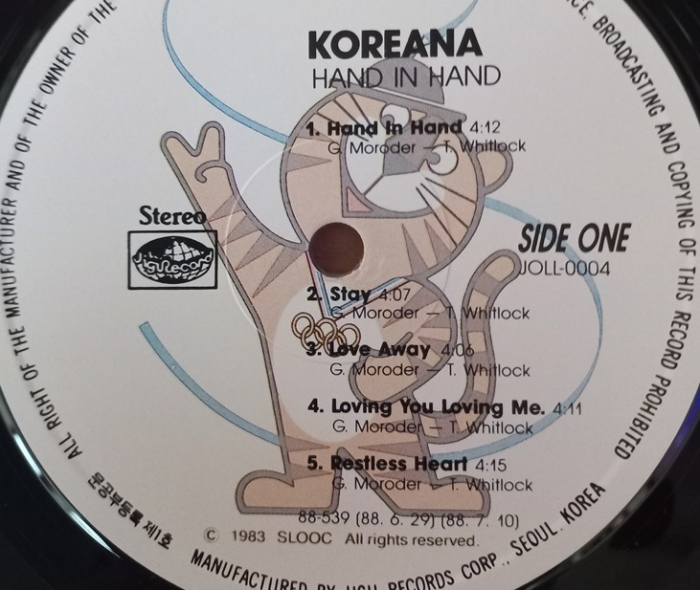 KOREANA
HAND IN HAND
1. Hand In Hand 4:12
G. Moroder — T. Whitlock
Stereo
Jigu Record
SIDE ONE
JOLL-0004
2. Stay 4:07
G. Moroder — T. Whitlock
3. Love Away 4:06
G. Moroder — T. Whitlock
4. Loving You Loving Me. 4:11
G. Moroder — T. Whitlock
5. Restless Heart 4:15
G. Moroder — T. Whitlock
88-539 (88. 6. 29) (88. 7. 10)
© 1983 SLOOC All rights reserved.
문공부등록 제1호
MANUFACTURED BY JIGU RECORDS CORP., SEOUL. KOREA
ALL RIGHT OF THE MANUFACTURER AND OF THE OWNER OF THE
BROADCASTING AND COPYING OF THIS RECORD PROHIBITED